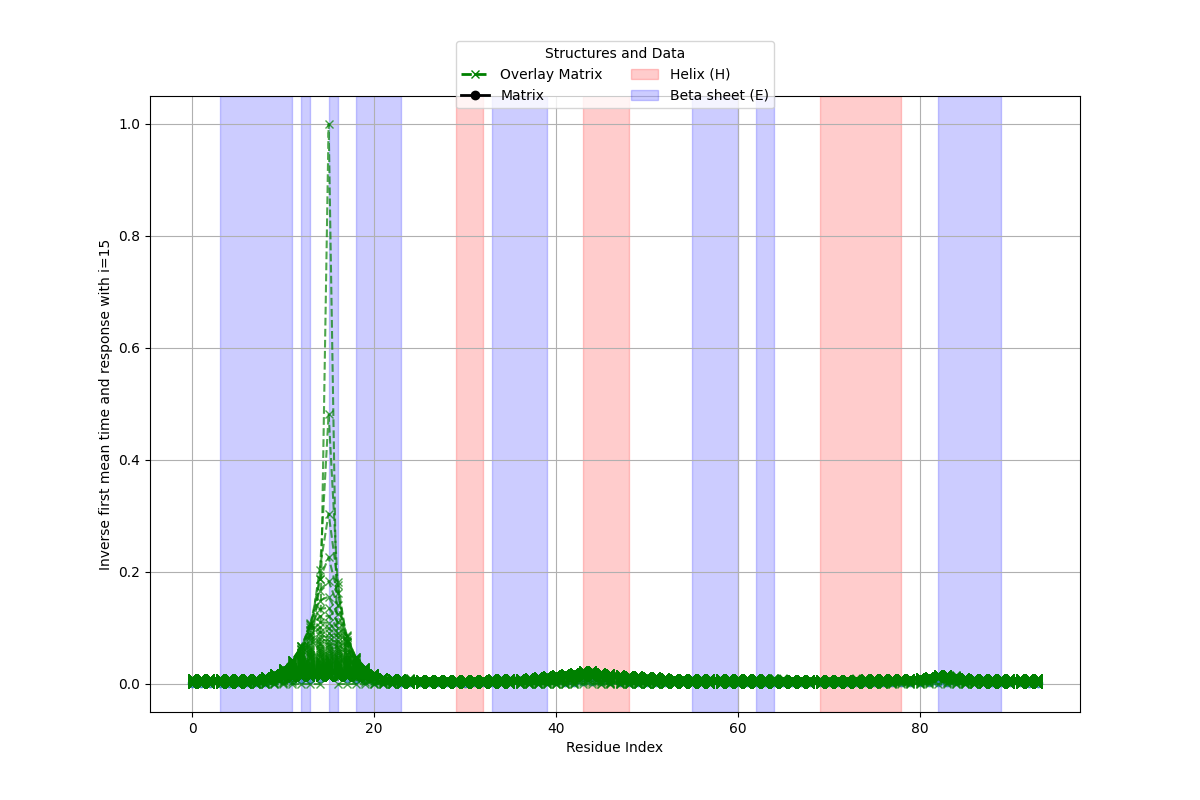 Structures and Data
Overlay Matrix
Helix (H)
Matrix
Beta sheet (E)
1.0
0.8
0.6
0.4
0.2
0.0
Inverse first mean time and response with i=15
0
20
40
60
80
Residue Index